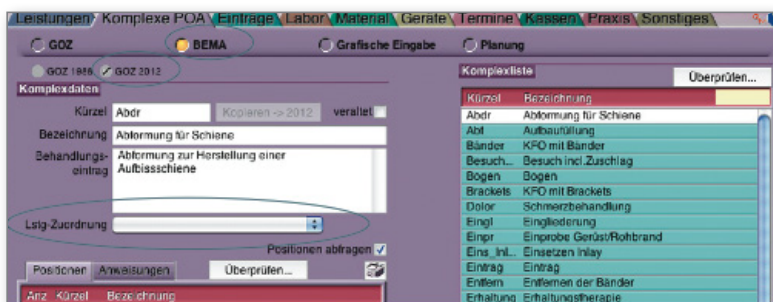 Leistungen Komplexe POA Einträge Labor Material Geräte Termine Kassen Praxis Sonstiges
GOZ BEMA Grafische Eingabe Planung
GOZ 1988 GOZ 2012
Komplexdaten
Kürzel Abdr Kopieren -> 2012 veraltet
Bezeichnung Abformung für Schiene
Behandlungs-
eintrag
Abformung zur Herstellung einer
Aufbissschiene
Lstg-Zuordnung
Positionen abfragen
Positionen Anweisungen Überprüfen...
Anz Kürzel Bezeichnung
Komplexliste
Überprüfen...
Kürzel Bezeichnung
Abdr Abformung für Schiene
Abf Aufbaufüllung
Bänder KFO mit Bänder
Besuch... Besuch incl.Zuschlag
Bogen Bogen
Brackets KFO mit Brackets
Dolor Schmerzbehandlung
Eingl Eingliederung
Einpr Einprobe Gerüst/Rohbrand
Eins_Inl... Einsetzen Inlay
Eintrag Eintrag
Entfern Entfernen der Bänder
Erhaltung Erhaltungstherapie